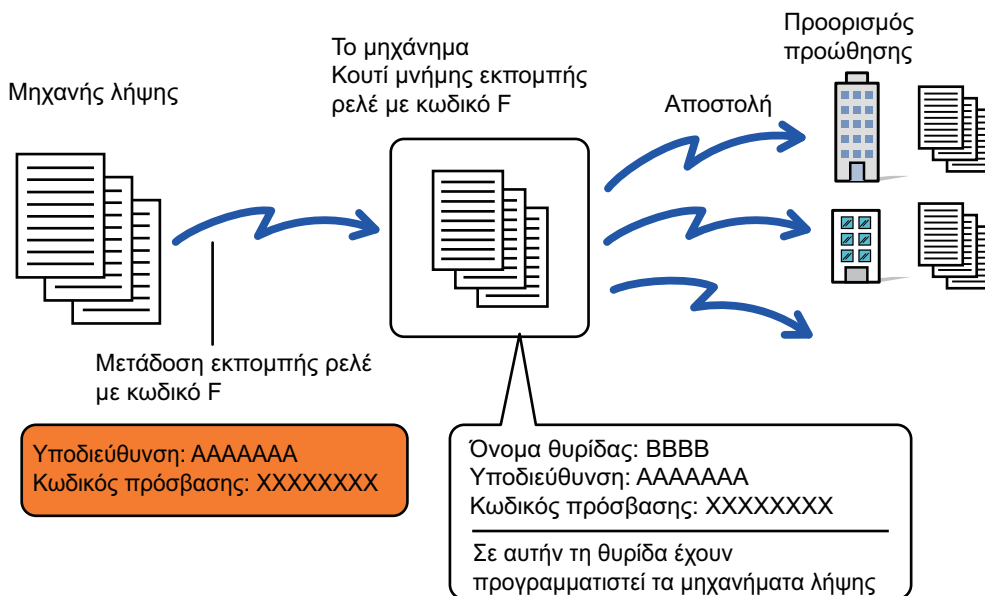 Μηχανής λήψης
Το μηχάνημα
Κουτί μνήμης εκπομπής
ρελέ με κωδικό F
Αποστολή
Προορισμός
προώθησης
Μετάδοση εκπομπής ρελέ
με κωδικό F
Υποδιεύθυνση: AAAAAAA
Κωδικός πρόσβασης: XXXXXXXX
Όνομα θυρίδας: BBBB
Υποδιεύθυνση: AAAAAAA
Κωδικός πρόσβασης: XXXXXXXX
Σε αυτήν τη θυρίδα έχουν
προγραμματιστεί τα μηχανήματα λήψης